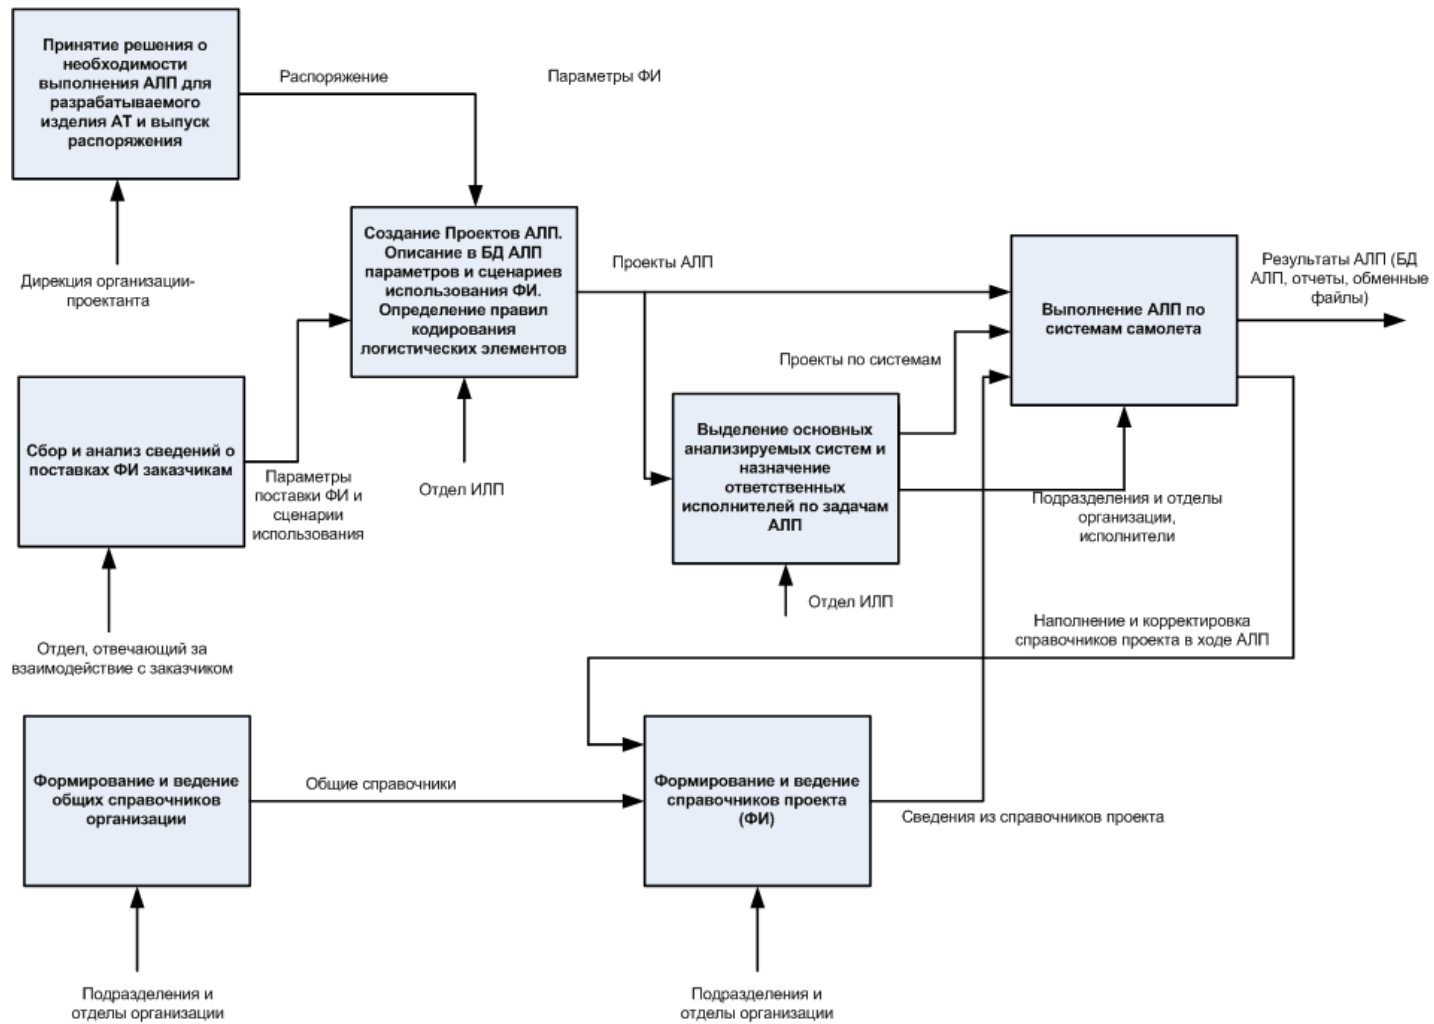 Принятие решения о
необходимости
выполнения АЛП для
разрабатываемого
изделия АТ и выпуск
распоряжения
Распоряжение
Параметры ФИ
Дирекция организации-
проектанта
Создание Проектов АЛП.
Описание в БД АЛП
параметров и сценариев
использования ФИ.
Определение правил
кодирования
логистических элементов
Проекты АЛП
Выполнение АЛП по
системам самолета
Результаты АЛП (БД
АЛП, отчеты, обменные
файлы)
Проекты по системам
Сбор и анализ сведений о
поставках ФИ заказчикам
Параметры
поставки ФИ и
сценарии
использования
Отдел ИЛП
Выделение основных
анализируемых систем и
назначение
ответственных
исполнителей по задачам
АЛП
Подразделения и отделы
организации,
исполнители
Отдел ИЛП
Отдел, отвечающий за
взаимодействие с заказчиком
Наполнение и корректировка
справочников проекта в ходе АЛП
Формирование и ведение
общих справочников
организации
Общие справочники
Формирование и ведение
справочников проекта
(ФИ)
Сведения из справочников проекта
Подразделения и
отделы организации
Подразделения и
отделы организации